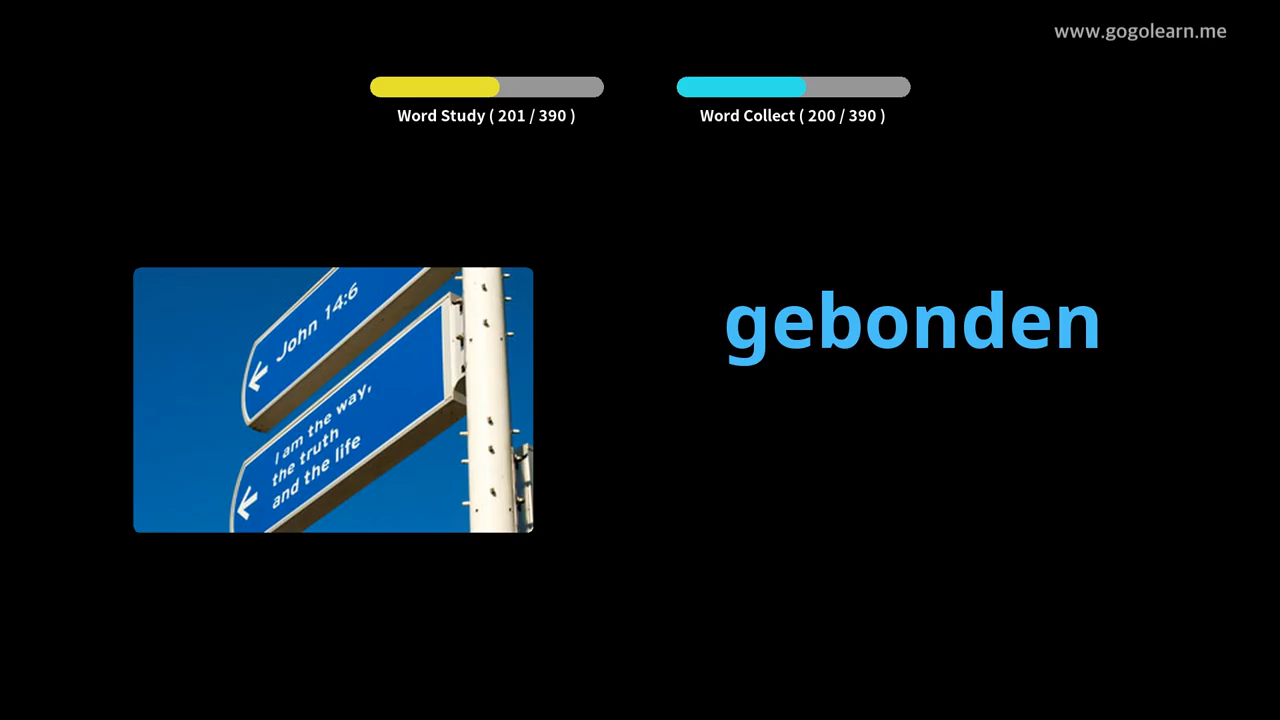 www.gogolearn.me
Word Study ( 201 / 390 )
Word Collect ( 200 / 390 )
John 14:6
I am the way,
the truth
and the life
gebonden